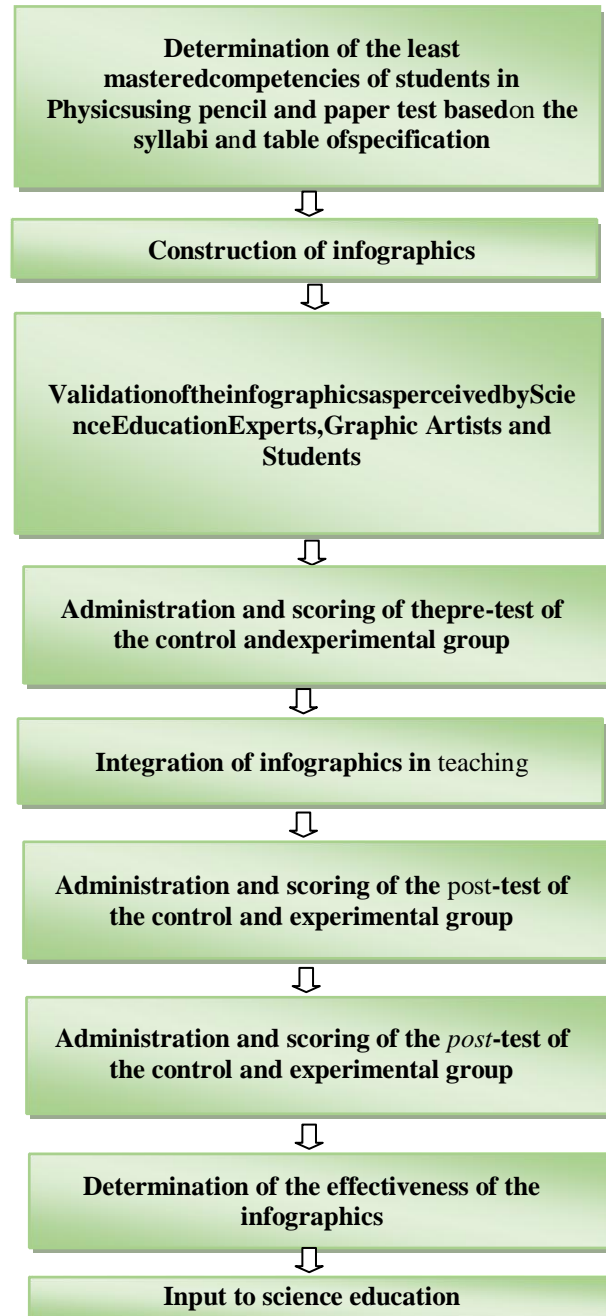 Determination of the least
masteredcompetencies of students in
Physicsusing pencil and paper test basedon the
syllabi and table ofspecification
Construction of infographics
ValidationoftheinfographicsasperceivedbyScie
nceEducationExperts,Graphic Artists and
Students
Administration and scoring of thepre-test of
the control andexperimental group
Integration of infographics in teaching
Administration and scoring of the post-test of
the control and experimental group
Administration and scoring of the post-test of
the control and experimental group
Determination of the effectiveness of the
infographics
Input to science education